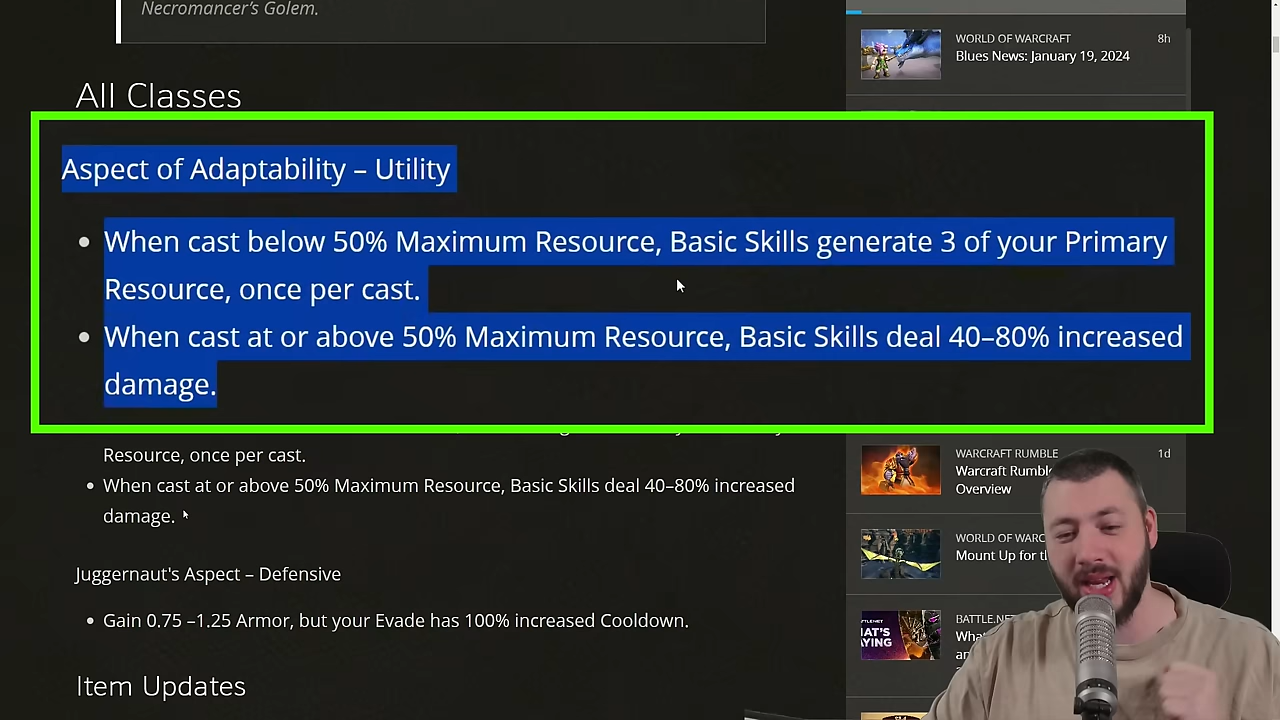 Necromancer's Golem.
All Classes
Aspect of Adaptability – Utility
When cast below 50% Maximum Resource, Basic Skills generate 3 of your Primary
Resource, once per cast.
When cast at or above 50% Maximum Resource, Basic Skills deal 40–80% increased
damage.
Resource, once per cast.
When cast at or above 50% Maximum Resource, Basic Skills deal 40–80% increased
damage.
Juggernaut's Aspect – Defensive
Gain 0.75 –1.25 Armor, but your Evade has 100% increased Cooldown.
Item Updates
WORLD OF WARCRAFT
8h
Blues News: January 19, 2024
WARCRAFT RUMBLE
1d
Warcraft Rumble
Overview
WORLD OF WARC
Mount Up for t
BATTLE.NE